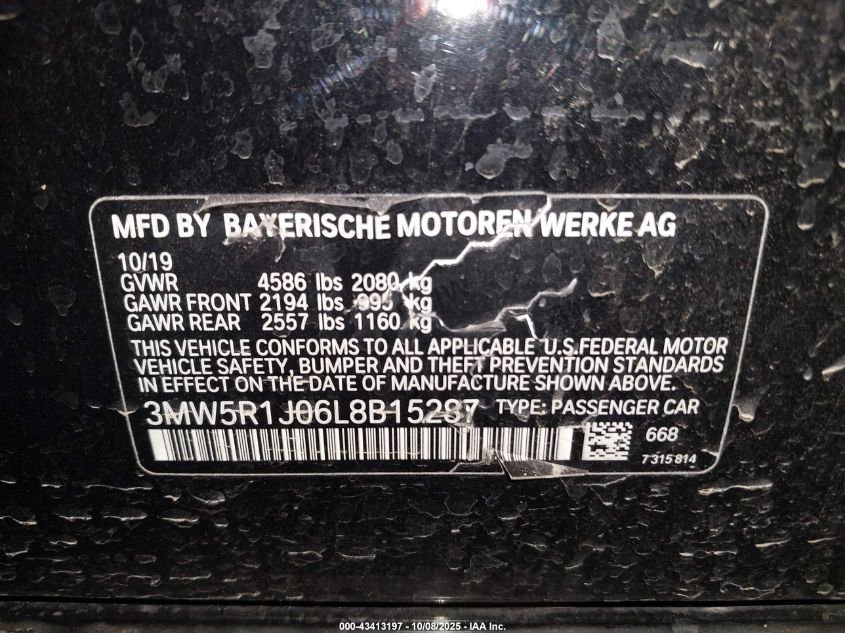 MFD BY BAYERISCHE MOTOREN WERKE AG
10/19
GVWR 4586 lbs 2080 kg
GAWR FRONT 2194 lbs 995 kg
GAWR REAR 2557 lbs 1160 kg
THIS VEHICLE CONFORMS TO ALL APPLICABLE U.S.FEDERAL MOTOR
VEHICLE SAFETY, BUMPER AND THEFT PREVENTION STANDARDS
IN EFFECT ON THE DATE OF MANUFACTURE SHOWN ABOVE.
3MW5R1J06L8B15287 TYPE: PASSENGER CAR
668
7 315 814
000-43413197 - 10/08/2025 - IAA Inc.